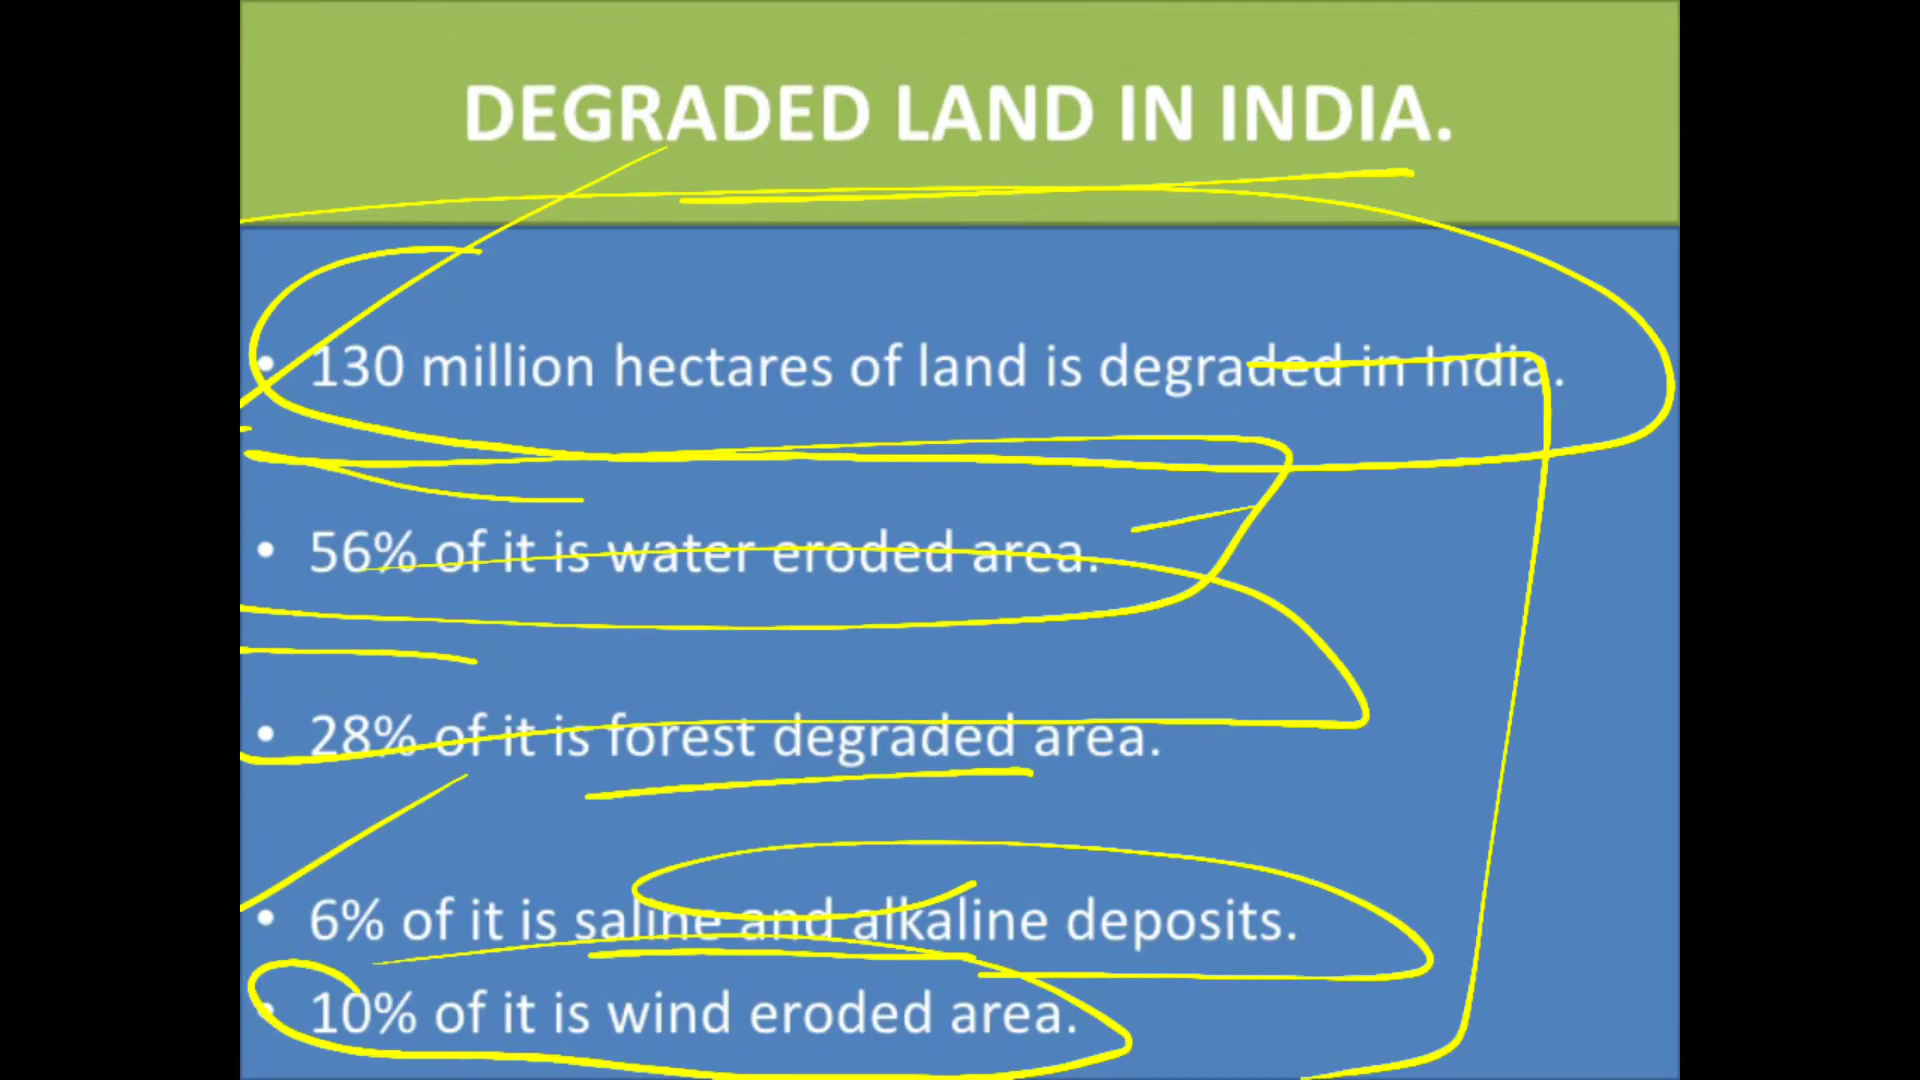 DEGRADED LAND IN INDIA.
• 130 million hectares of land is degraded in India.
• 56% of it is water eroded area.
• 28% of it is forest degraded area.
• 6% of it is saline and alkaline deposits.
• 10% of it is wind eroded area.